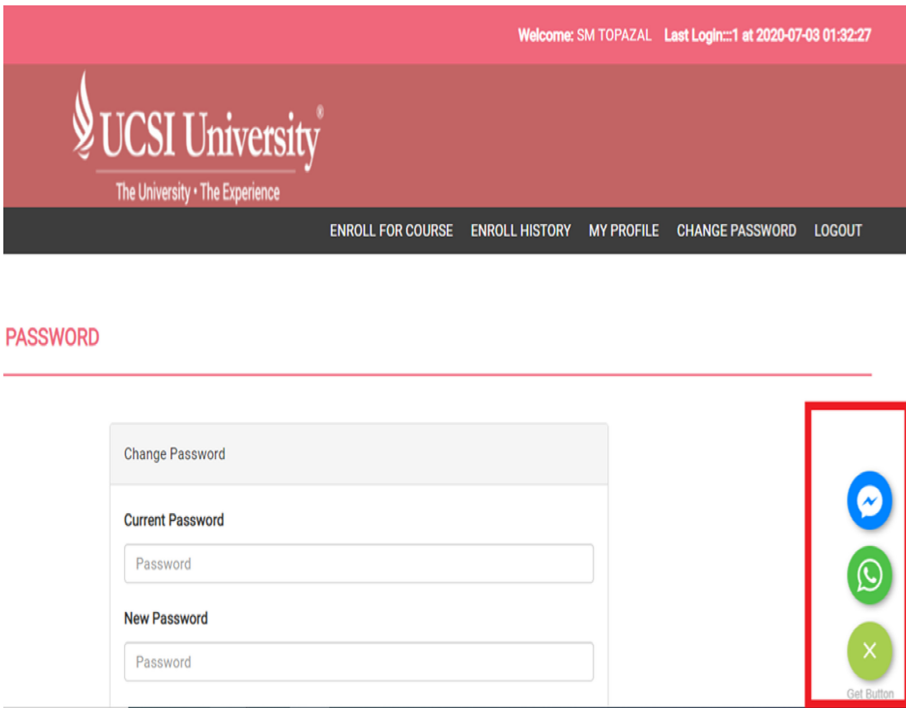 Welcome: SM TOPAZAL Last Login:::1 at 2020-07-03 01:32:27
UCSI University®
The University • The Experience
ENROLL FOR COURSE ENROLL HISTORY MY PROFILE CHANGE PASSWORD LOGOUT
PASSWORD
Change Password
Current Password
Password
New Password
Password
Get Button